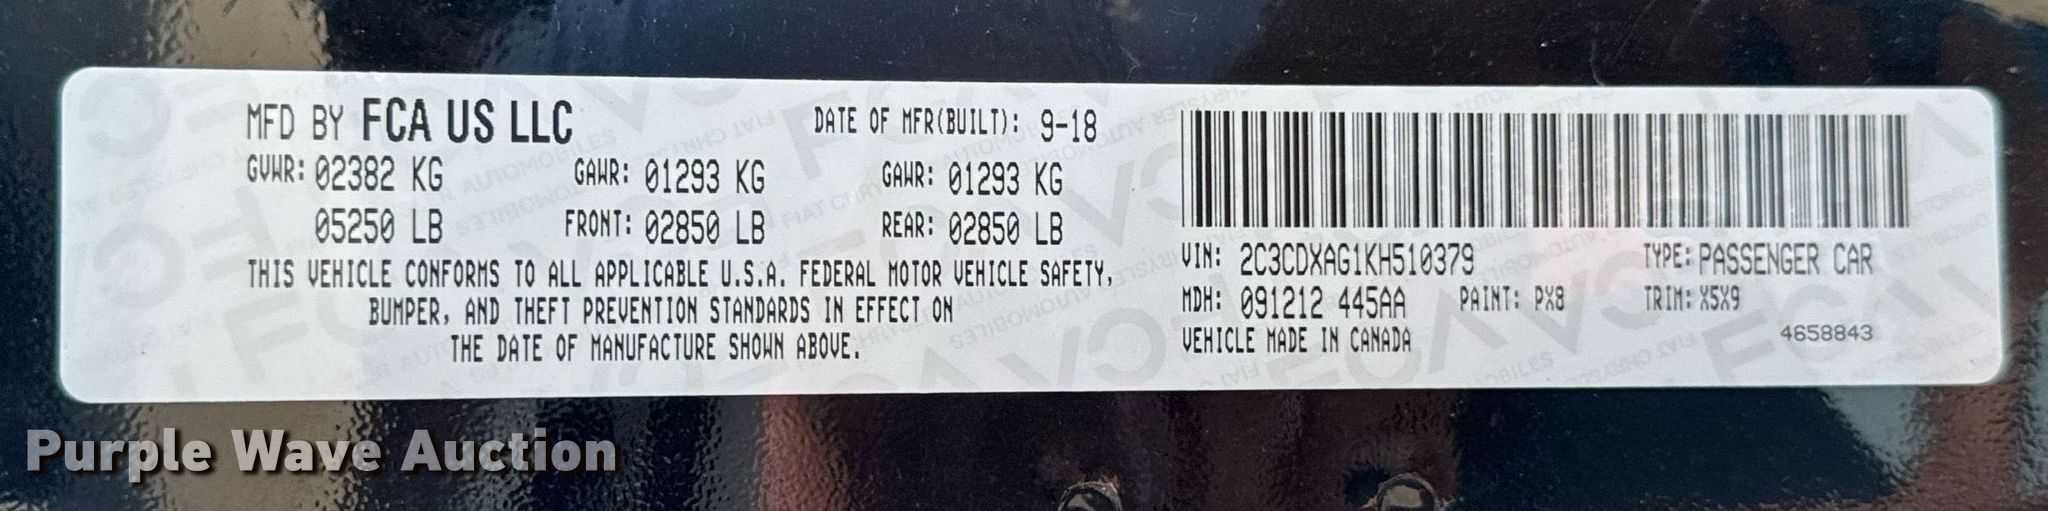 MFD BY FCA US LLC
DATE OF MFR(BUILT): 9-18
GVWR: 02382 KG
GAWR: 01293 KG
GAWR: 01293 KG
05250 LB
FRONT: 02850 LB
REAR: 02850 LB
THIS VEHICLE CONFORMS TO ALL APPLICABLE U.S.A. FEDERAL MOTOR VEHICLE SAFETY,
BUMPER, AND THEFT PREVENTION STANDARDS IN EFFECT ON
THE DATE OF MANUFACTURE SHOWN ABOVE.
VIN: 2C3CDXAG1KH510379
TYPE: PASSENGER CAR
MDH: 091212 445AA
PAINT: PX8
TRIM: X5X9
VEHICLE MADE IN CANADA
4658843
Purple Wave Auction